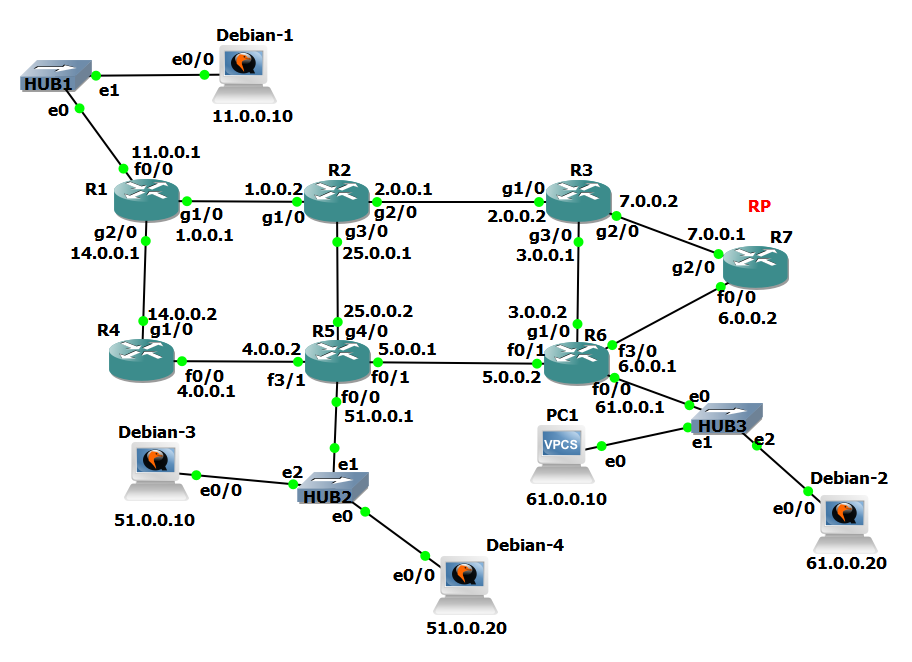 Debian-1
e0/0
HUB1
e1
e0
11.0.0.10
11.0.0.1
f0/0
R1
R2
R3
1.0.0.2
2.0.0.1
g1/0
7.0.0.2
RP
g1/0
g1/0
g2/0
2.0.0.2
g2/0
1.0.0.1
g3/0
g3/0
g2/0
7.0.0.1
R7
14.0.0.1
25.0.0.1
3.0.0.1
g2/0
f0/0
6.0.0.2
14.0.0.2
25.0.0.2
3.0.0.2
R4
g1/0
R5
g4/0
g1/0
R6
4.0.0.2
5.0.0.1
f0/1
f3/0
6.0.0.1
f0/0
4.0.0.1
f3/1
f0/1
5.0.0.2
f0/0
61.0.0.1
e0
f0/0
51.0.0.1
PC1
HUB3
VPCS
e1
e2
Debian-3
e0
e1
e2
e0/0
HUB2
61.0.0.10
Debian-2
e0/0
51.0.0.10
e0
Debian-4
61.0.0.20
e0/0
51.0.0.20